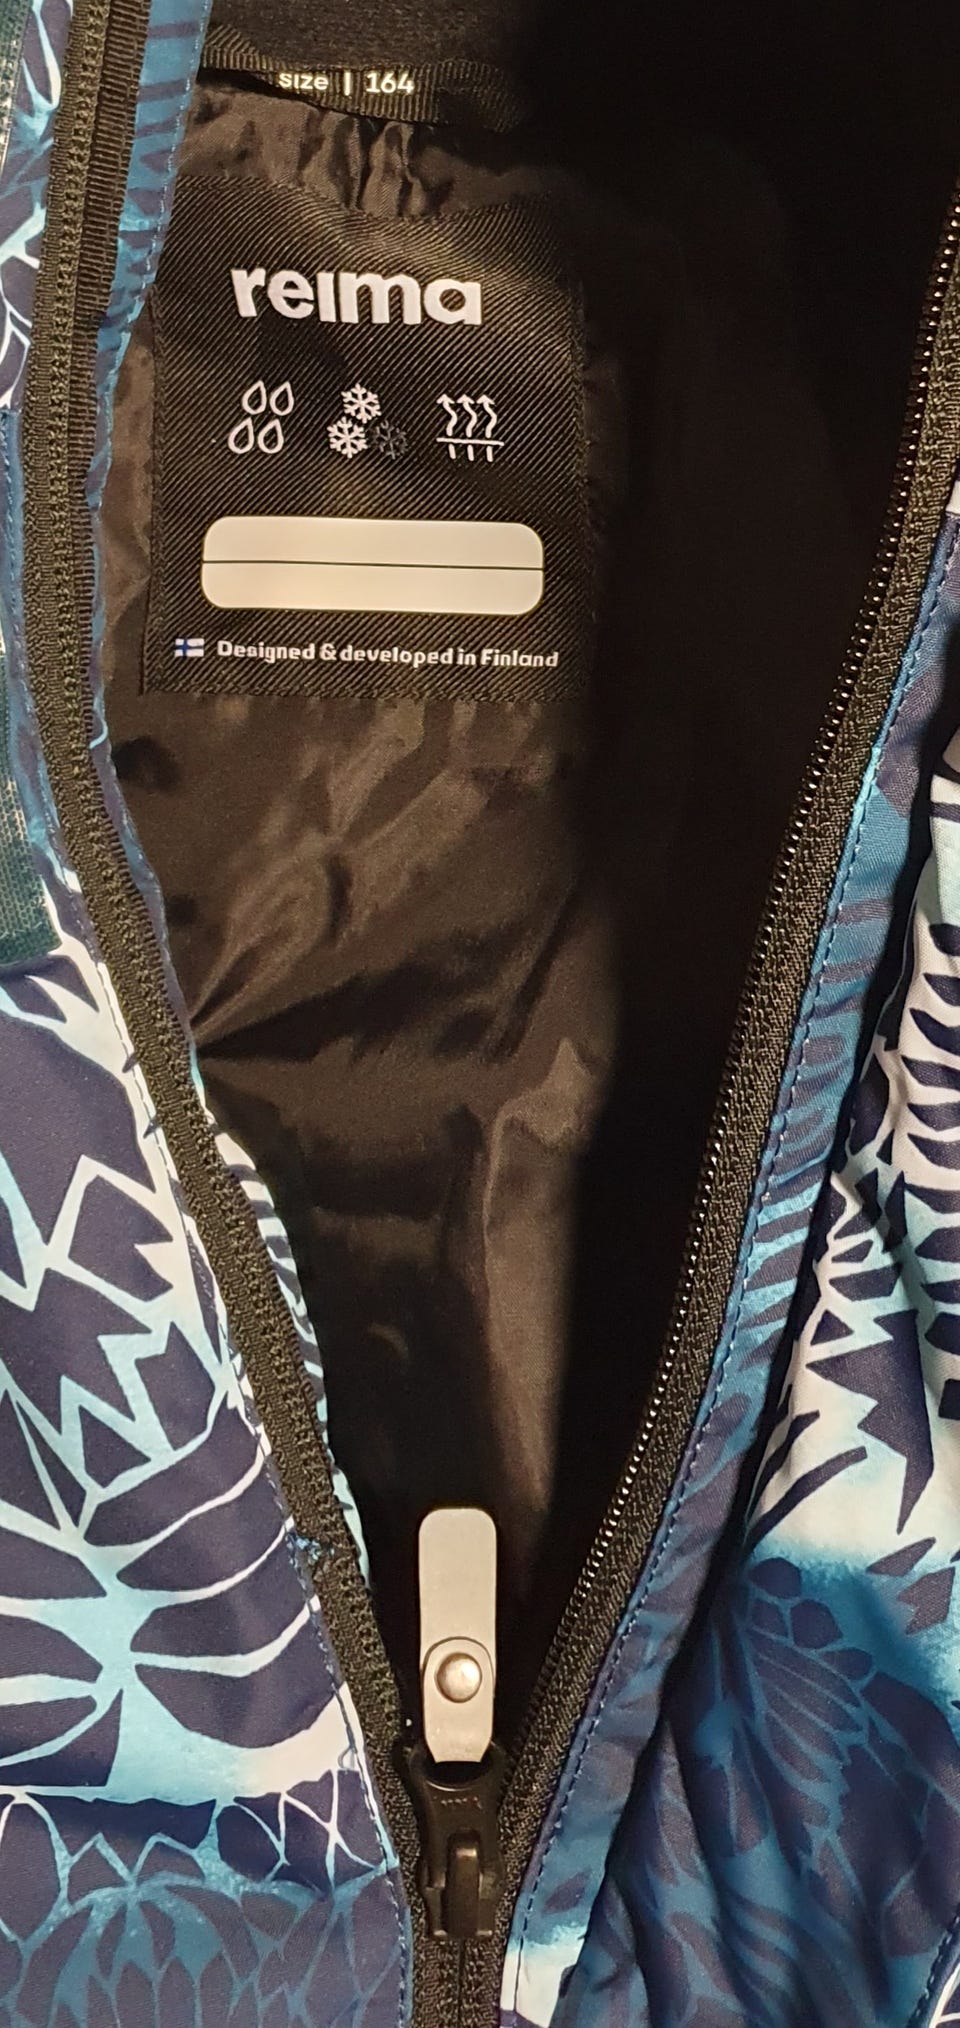 size | 164
reima
Designed & developed in Finland